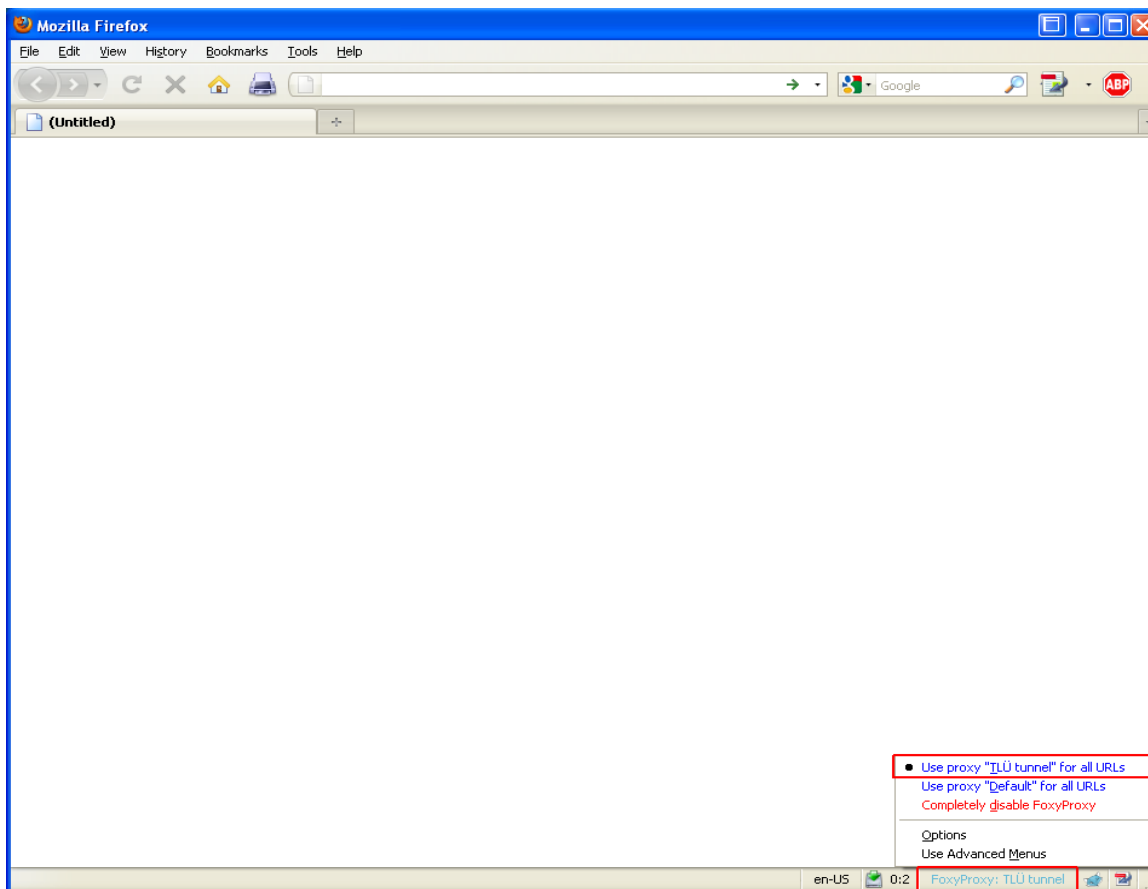 Mozilla Firefox
File Edit View History Bookmarks Tools Help
Google ABP
(Untitled)
Use proxy "TLÜ tunnel" for all URLs
Use proxy "Default" for all URLs
Completely disable FoxyProxy
Options
Use Advanced Menus
en-US 0:2 FoxyProxy: TLÜ tunnel